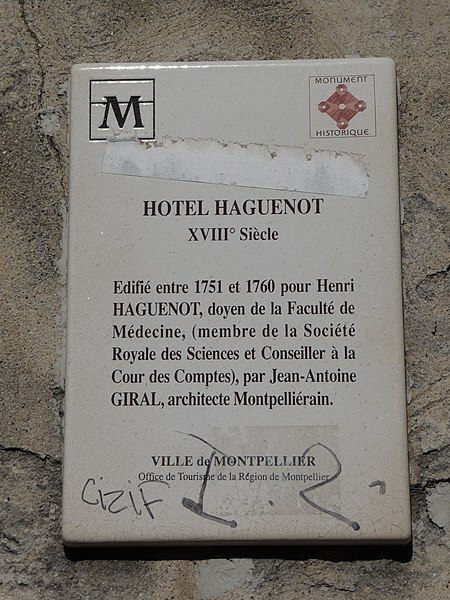 M
MONUMENT
HISTORIQUE
HOTEL HAGUENOT
XVIII° Siècle
Edifié entre 1751 et 1760 pour Henri
HAGUENOT, doyen de la Faculté de
Médecine, (membre de la Société
Royale des Sciences et Conseiller à la
Cour des Comptes), par Jean-Antoine
GIRAL, architecte Montpelliérain.
VILLE de MONTPELLIER
Office de Tourisme de la Région de Montpellier